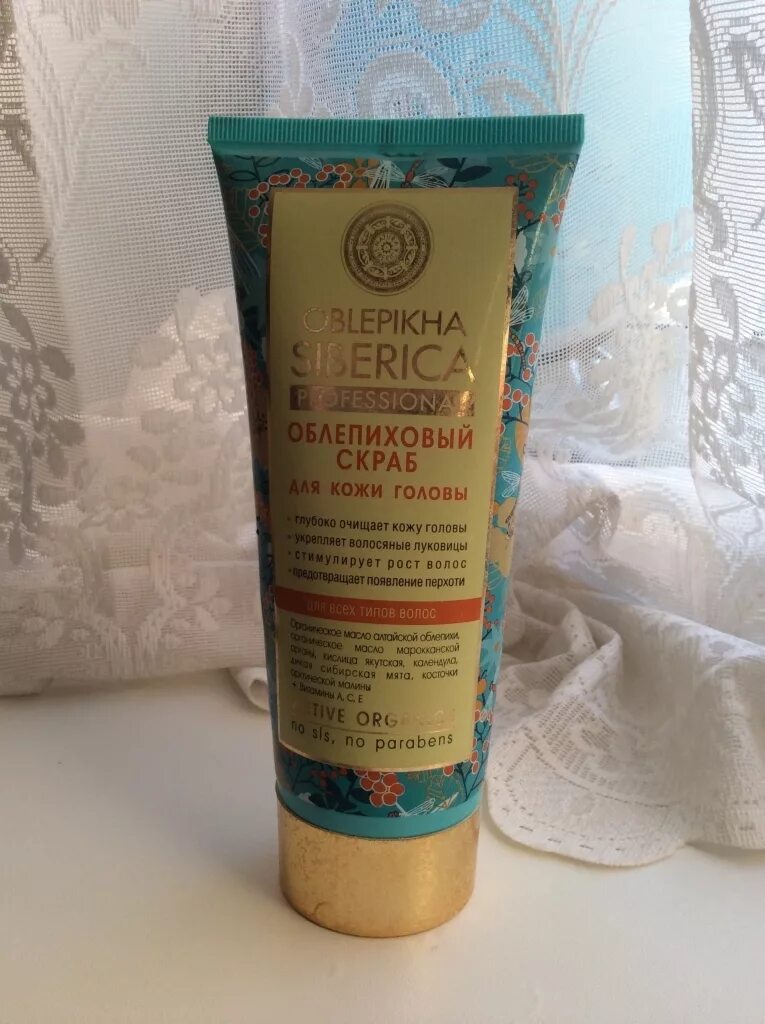 OBLEPIKHA
SIBERICA
PROFESSIONAL
ОБЛЕПИХОВЫЙ
СКРАБ
ДЛЯ КОЖИ ГОЛОВЫ
• глубоко очищает кожу головы
• укрепляет волосяные луковицы
• стимулирует рост волос
• предотвращает появление перхоти
для всех типов волос
Органическое масло алтайской облепихи,
органическое масло марокканской
арганы, кислица якутская, календула,
дикая сибирская мята, косточки
арктической малины
+ Витамины А, С, Е
ACTIVE ORGANICS
no sls, no parabens